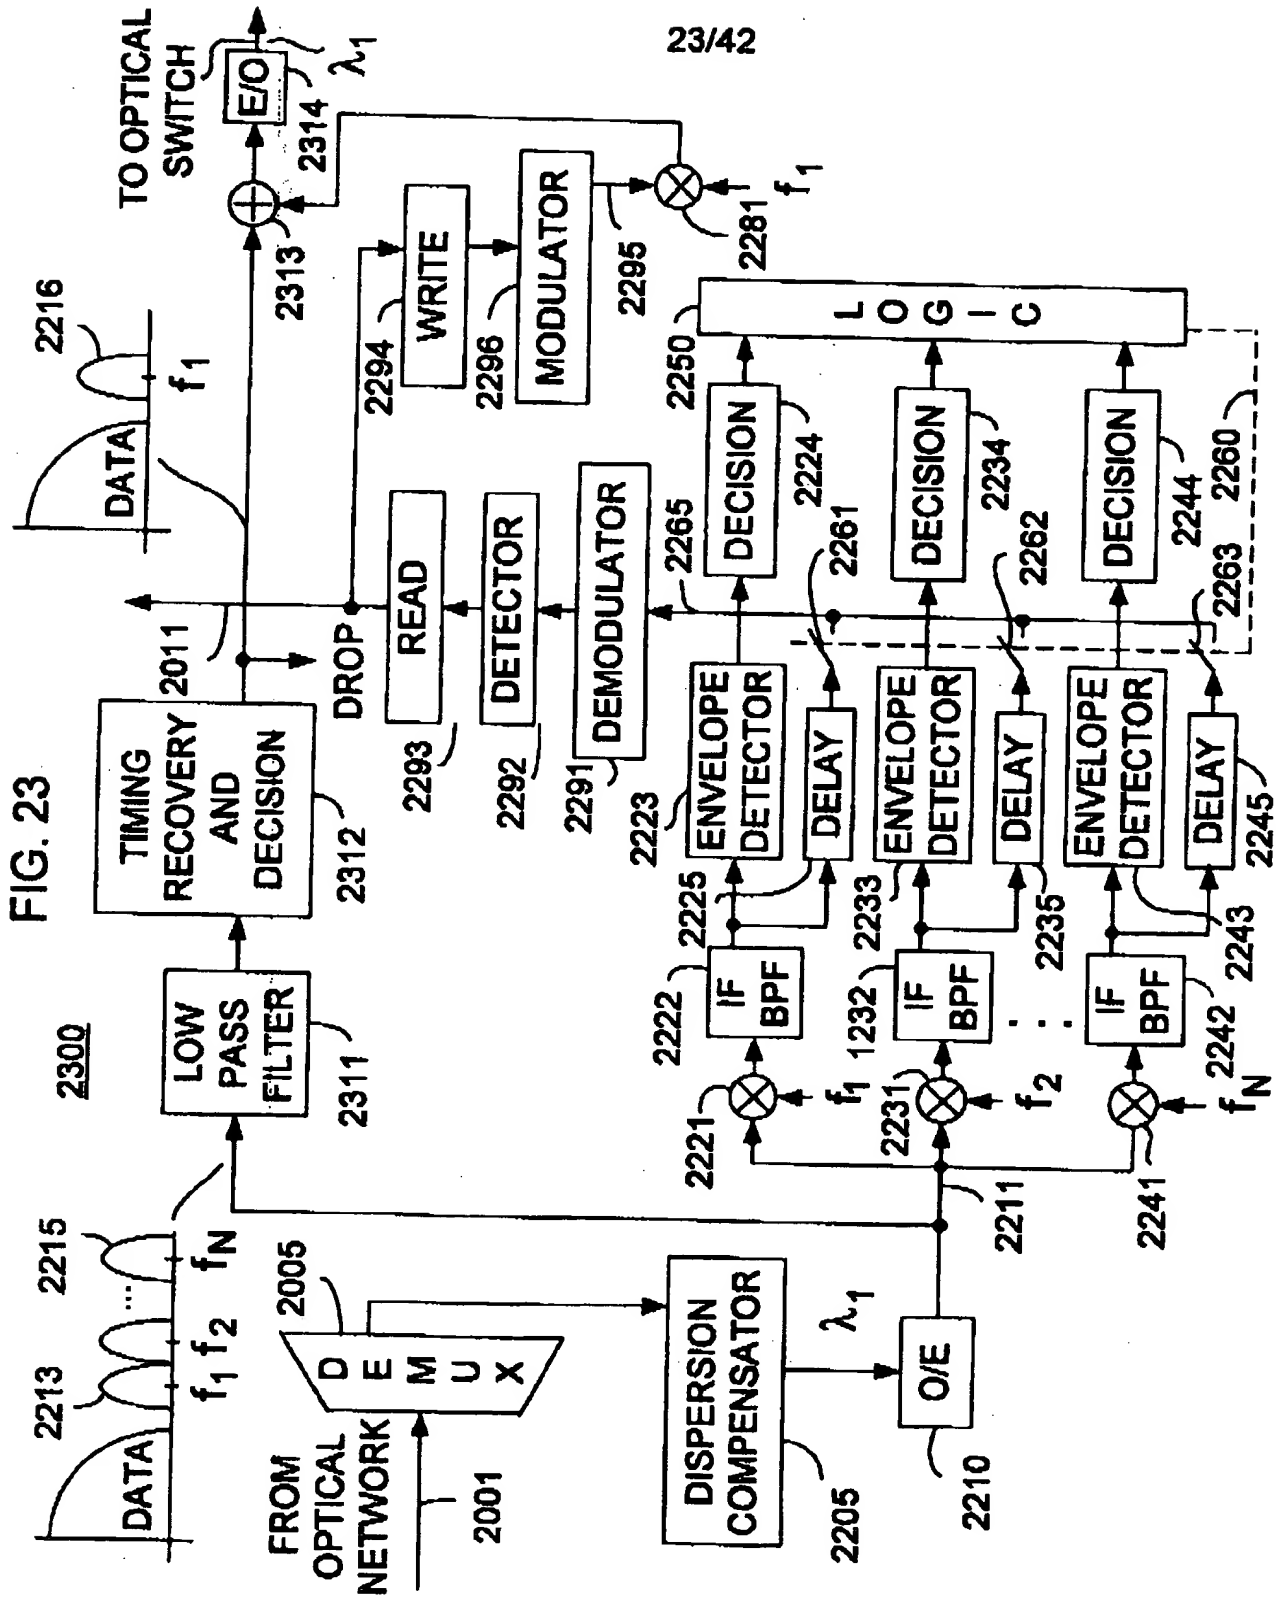 23/42
FIG. 23
2300
DATA
2213
f1
f2
...
fN
2215
DATA
f1
2216
LOW
PASS
FILTER
2311
TIMING
RECOVERY
AND
DECISION
2312
2011
DROP
2313
TO OPTICAL
SWITCH
E/O
2314
λ1
FROM
OPTICAL
NETWORK
2001
DEMUX
2005
DISPERSION
COMPENSATOR
2205
λ1
O/E
2210
2211
READ
2293
DETECTOR
2292
DEMODULATOR
2291
2265
WRITE
2294
MODULATOR
2296
2295
2281
f1
2221
f1
IF
BPF
2222
ENVELOPE
DETECTOR
2223
DELAY
2225
2261
DECISION
2224
2231
f2
IF
BPF
1232
ENVELOPE
DETECTOR
2233
DELAY
2235
2262
DECISION
2234
...
2241
fN
IF
BPF
2242
ENVELOPE
DETECTOR
2243
DELAY
2245
2263
DECISION
2244
LOGIC
2250
2260